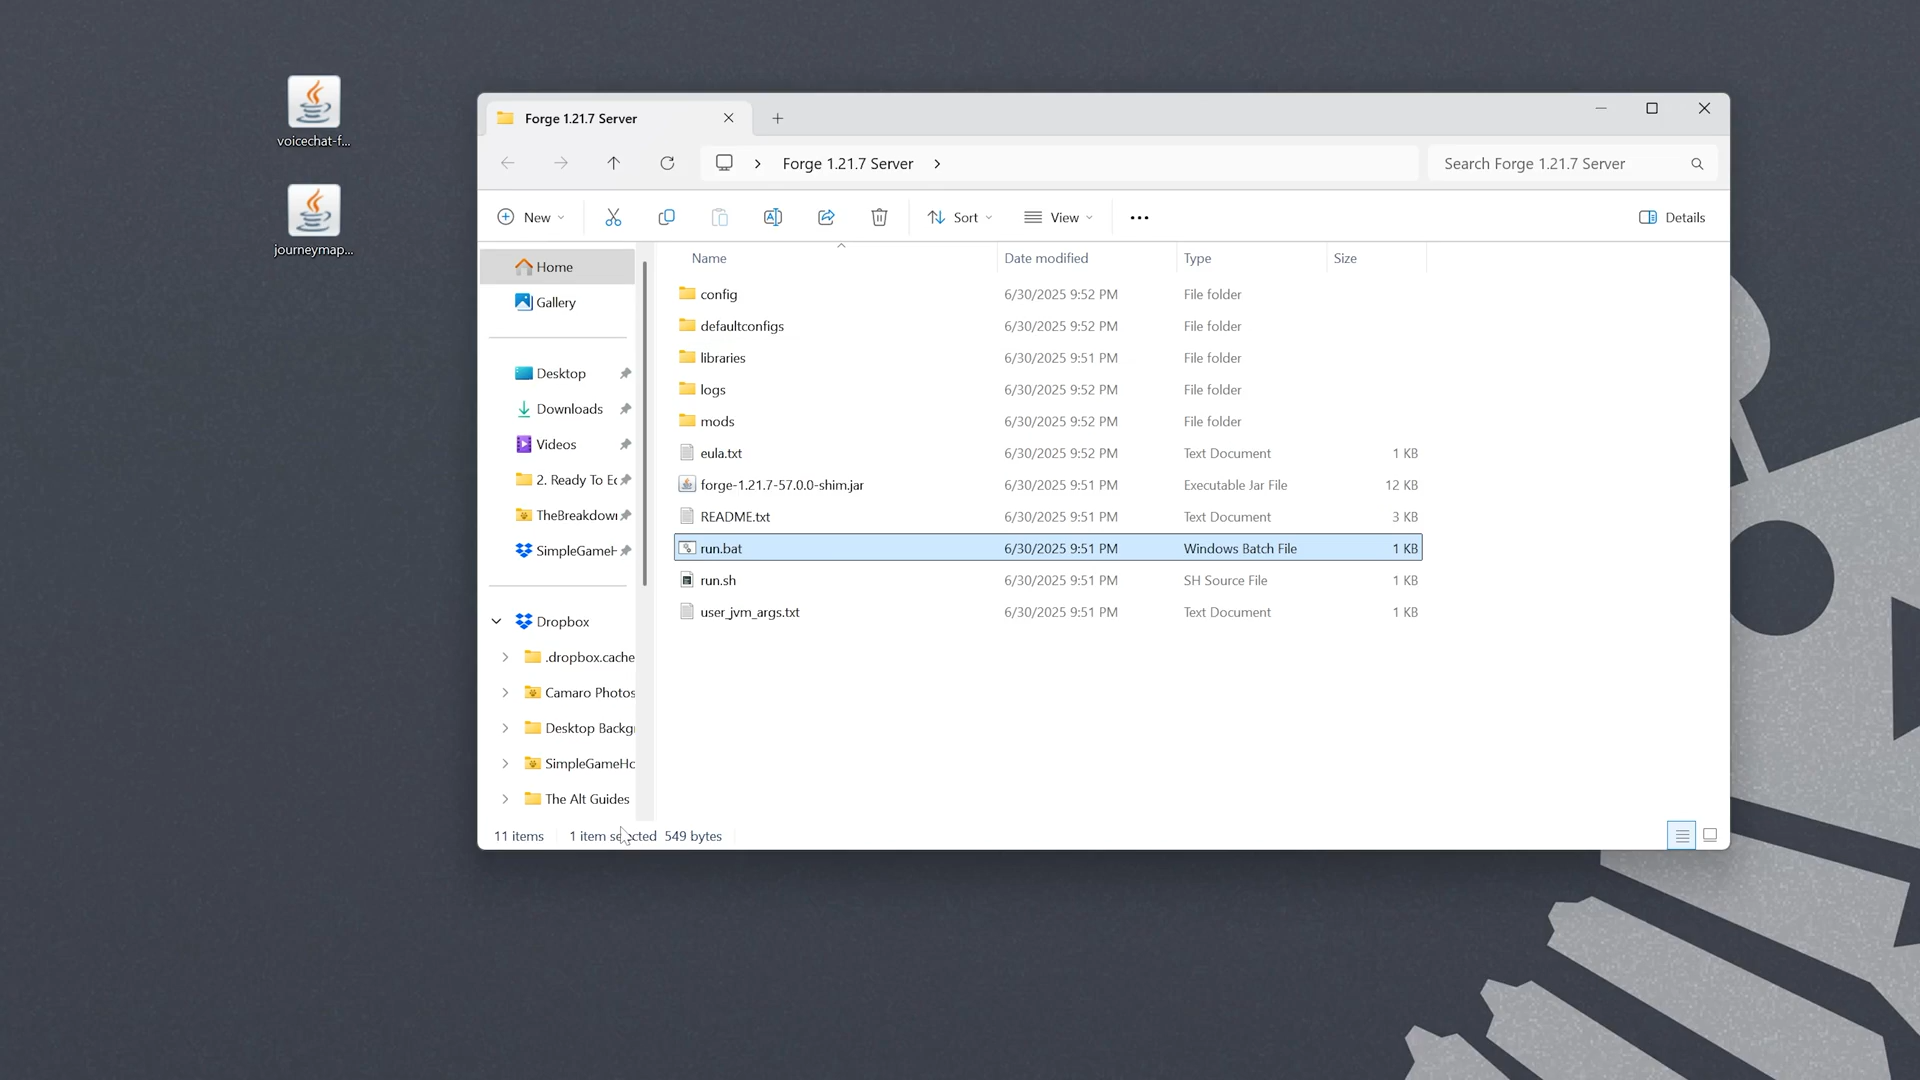 voicechat-f...
journeymap...
Forge 1.21.7 Server
Forge 1.21.7 Server
Search Forge 1.21.7 Server
New
Sort
View
Details
Home
Gallery
Desktop
Downloads
Videos
2. Ready To Ec
TheBreakdow
SimpleGameH
Dropbox
.dropbox.cache
Camaro Photos
Desktop Backgr
SimpleGameHo
The Alt Guides
Name Date modified Type Size
config 6/30/2025 9:52 PM File folder
defaultconfigs 6/30/2025 9:52 PM File folder
libraries 6/30/2025 9:51 PM File folder
logs 6/30/2025 9:52 PM File folder
mods 6/30/2025 9:52 PM File folder
eula.txt 6/30/2025 9:52 PM Text Document 1 KB
forge-1.21.7-57.0.0-shim.jar 6/30/2025 9:51 PM Executable Jar File 12 KB
README.txt 6/30/2025 9:51 PM Text Document 3 KB
run.bat 6/30/2025 9:51 PM Windows Batch File 1 KB
run.sh 6/30/2025 9:51 PM SH Source File 1 KB
user_jvm_args.txt 6/30/2025 9:51 PM Text Document 1 KB
11 items 1 item selected 549 bytes